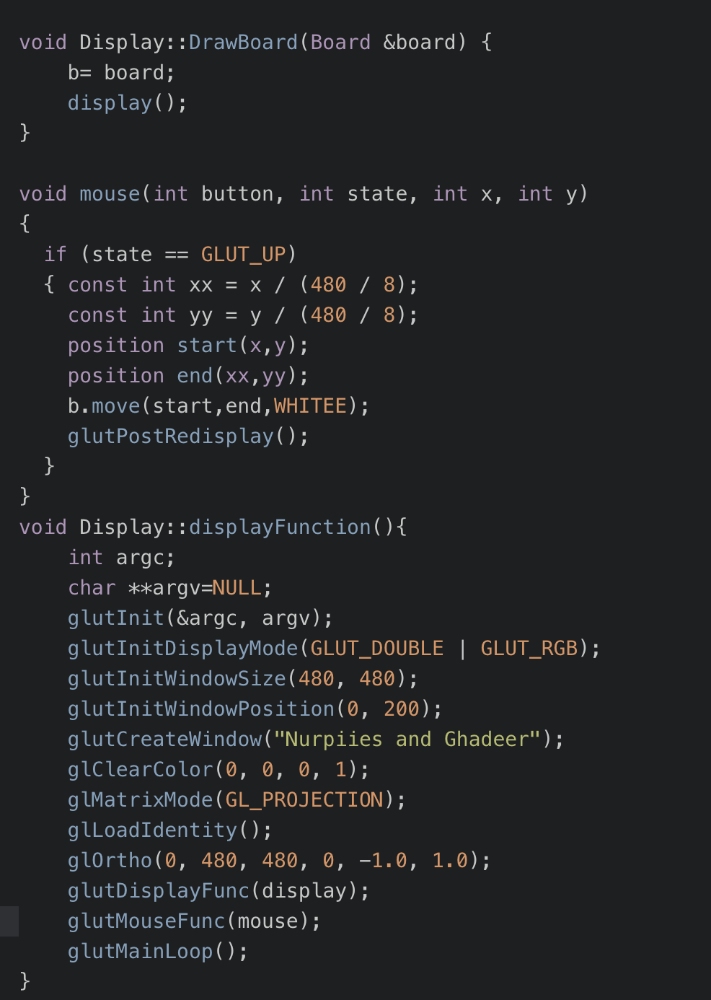 void Display::DrawBoard(Board &board) {
    b= board;
    display();
}

void mouse(int button, int state, int x, int y)
{
  if (state == GLUT_UP)
  { const int xx = x / (480 / 8);
    const int yy = y / (480 / 8);
    position start(x,y);
    position end(xx,yy);
    b.move(start,end,WHITEE);
    glutPostRedisplay();
  }
}
void Display::displayFunction(){
    int argc;
    char **argv=NULL;
    glutInit(&argc, argv);
    glutInitDisplayMode(GLUT_DOUBLE | GLUT_RGB);
    glutInitWindowSize(480, 480);
    glutInitWindowPosition(0, 200);
    glutCreateWindow("Nurpiies and Ghadeer");
    glClearColor(0, 0, 0, 1);
    glMatrixMode(GL_PROJECTION);
    glLoadIdentity();
    glOrtho(0, 480, 480, 0, -1.0, 1.0);
    glutDisplayFunc(display);
    glutMouseFunc(mouse);
    glutMainLoop();
}